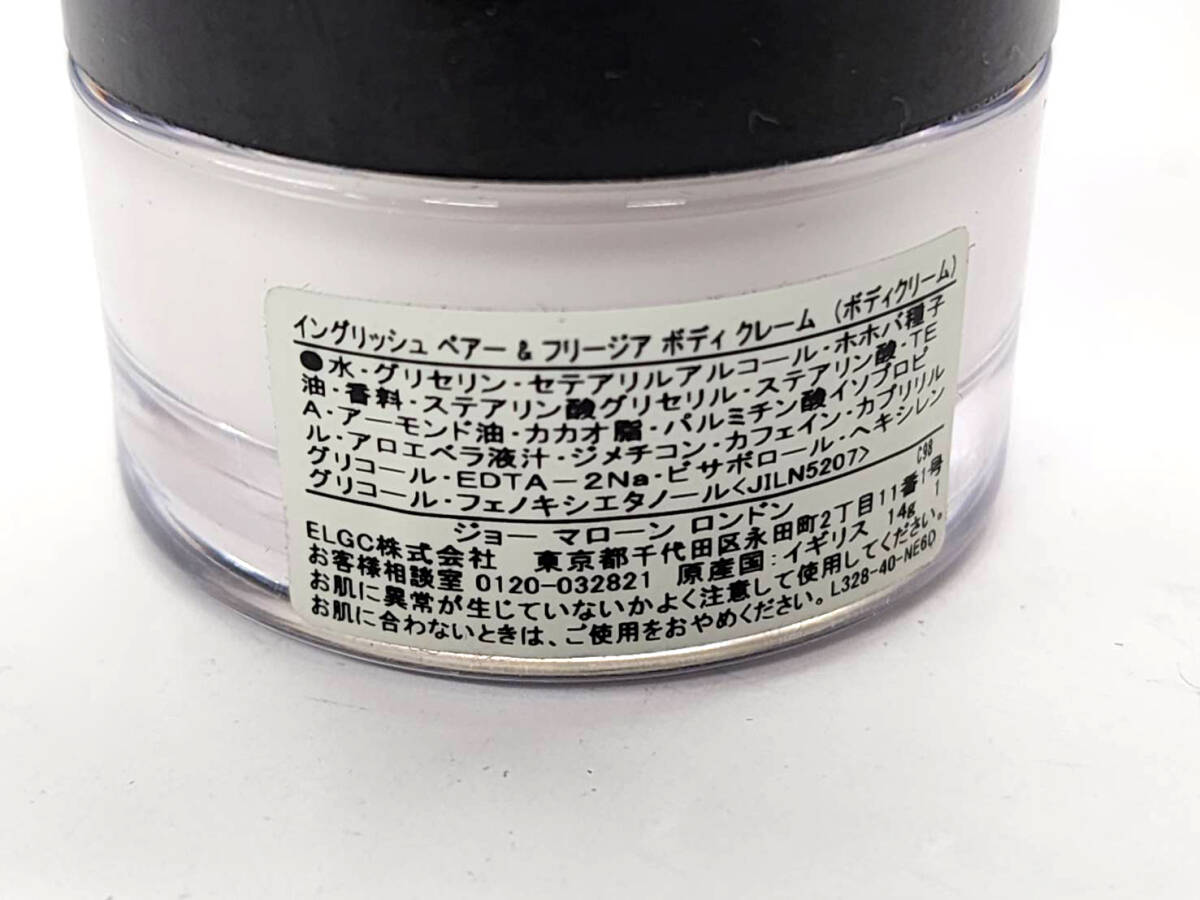 イングリッシュ ペアー & フリージア ボディ クレーム (ボディクリーム)
●水・グリセリン・セテアリルアルコール・ホホバ種子
油・香料・ステアリン酸グリセリル・ステアリン酸・TE
A・アーモンド油・カカオ脂・パルミチン酸イソプロピ
ル・アロエベラ液汁・ジメチコン・カフェイン・カプリリル
グリコール・EDTA-2Na・ビサボロール・ヘキシレン
グリコール・フェノキシエタノール<JILN5207> C98
ジョー マローン ロンドン
ELGC株式会社 東京都千代田区永田町2丁目11番1号
お客様相談室 0120-032821 原産国:イギリス 14g 1
お肌に異常が生じていないかよく注意して使用してください。
お肌に合わないときは、ご使用をおやめください。L328-40-NE60